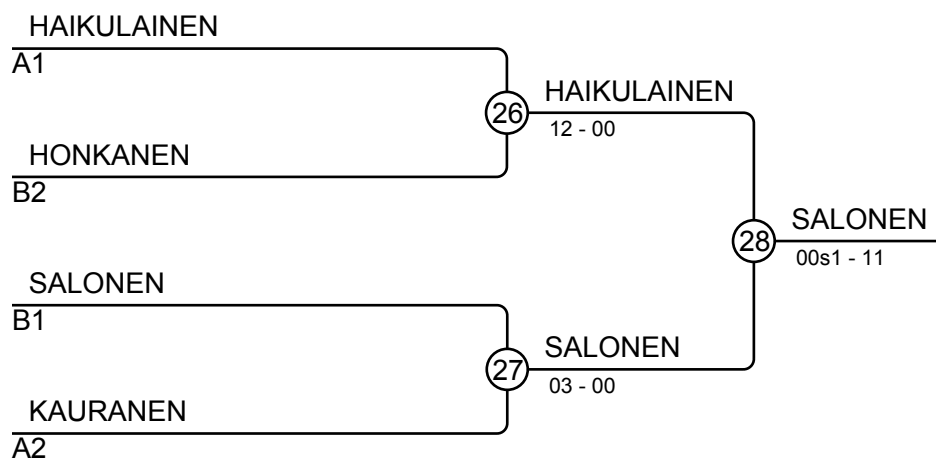 HAIKULAINEN
A1
26
HAIKULAINEN
12 - 00
HONKANEN
B2
28
SALONEN
00s1 - 11
SALONEN
B1
27
SALONEN
03 - 00
KAURANEN
A2